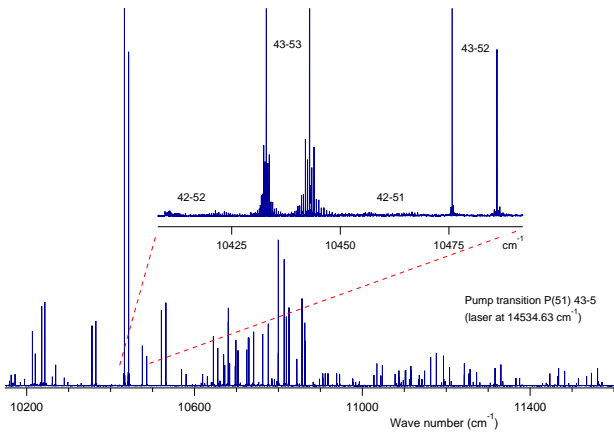 43-53
43-52
42-52
42-51
10425
10450
10475
cm-1
Pump transition P(51) 43-5
(laser at 14534.63 cm-1)
10200
10600
11000
11400
Wave number (cm-1)